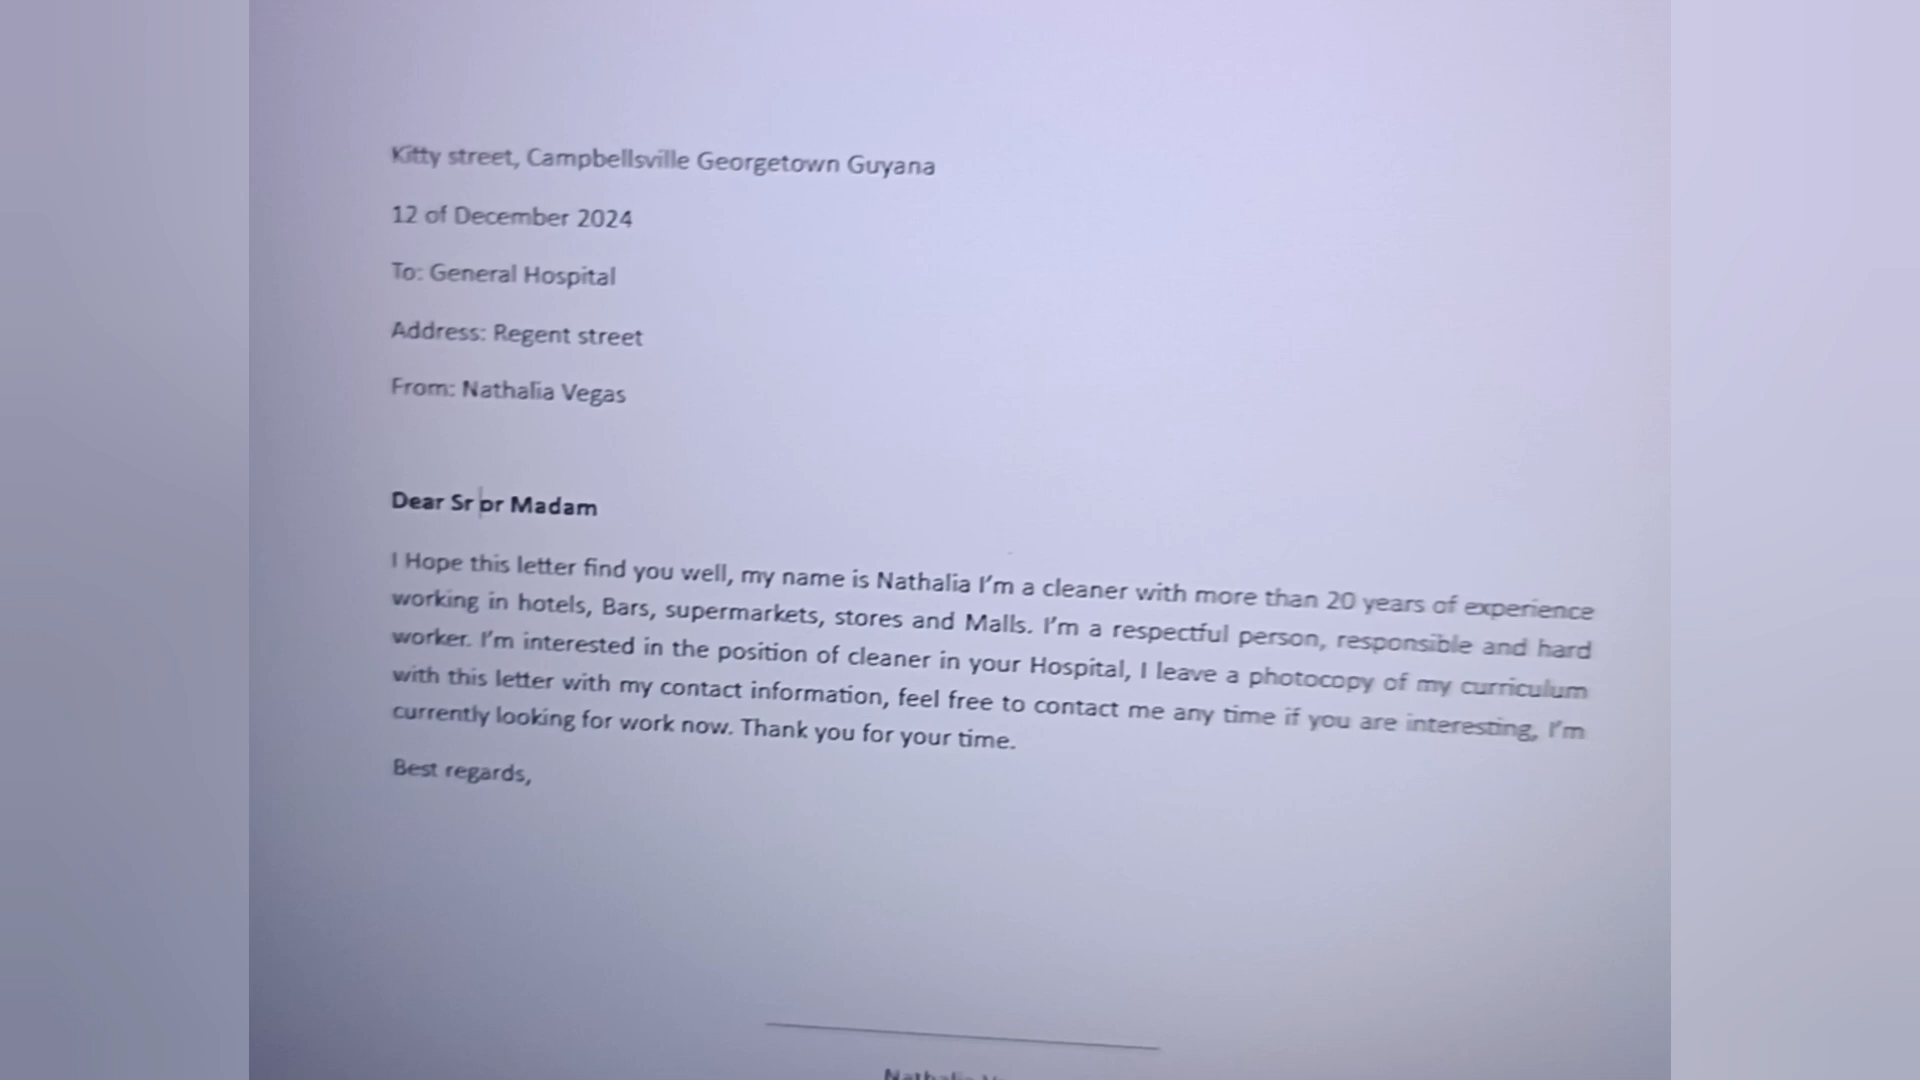 Kitty street, Campbellsville Georgetown Guyana
12 of December 2024
To: General Hospital
Address: Regent street
From: Nathalia Vegas
Dear Sr or Madam
I Hope this letter find you well, my name is Nathalia I’m a cleaner with more than 20 years of experience
working in hotels, Bars, supermarkets, stores and Malls. I’m a respectful person, responsible and hard
worker. I’m interested in the position of cleaner in your Hospital, I leave a photocopy of my curriculum
with this letter with my contact information, feel free to contact me any time if you are interesting, I’m
currently looking for work now. Thank you for your time.
Best regards,
Nathalia